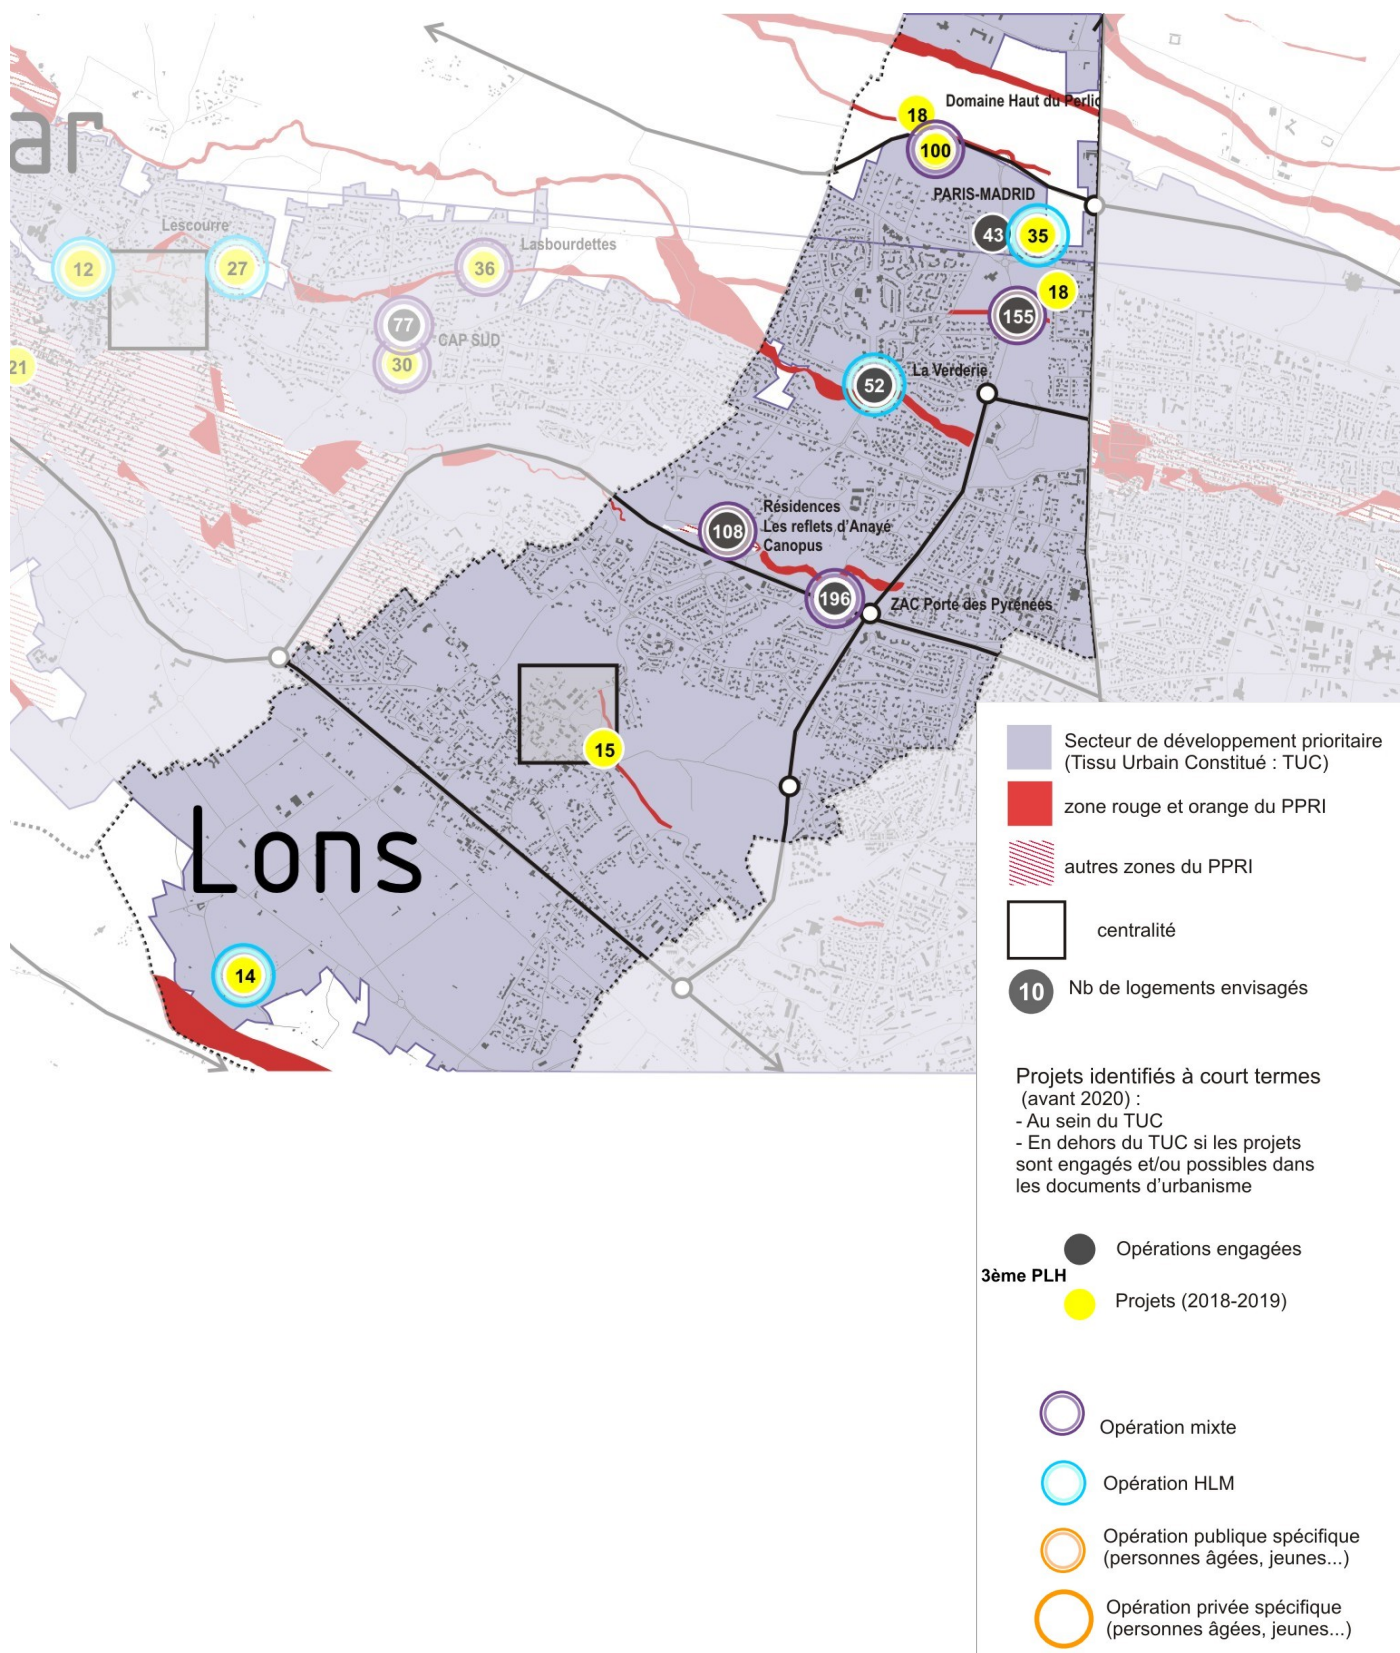 Domaine Haut du Perlic
18
100
ar
PARIS-MADRID
Lescourre
43
35
Lasbourdettes
12
27
36
18
155
77
CAP SUD
30
21
La Verderie
52
Résidences
Les reflets d'Anaye
Canopus
108
196
ZAC Porte des Pyrénées
15
Lons
14
Secteur de développement prioritaire
(Tissu Urbain Constitué : TUC)
zone rouge et orange du PPRI
autres zones du PPRI
centralité
10
Nb de logements envisagés
Projets identifiés à court termes
(avant 2020) :
- Au sein du TUC
- En dehors du TUC si les projets
sont engagés et/ou possibles dans
les documents d'urbanisme
Opérations engagées
3ème PLH
Projets (2018-2019)
Opération mixte
Opération HLM
Opération publique spécifique
(personnes âgées, jeunes...)
Opération privée spécifique
(personnes âgées, jeunes...)